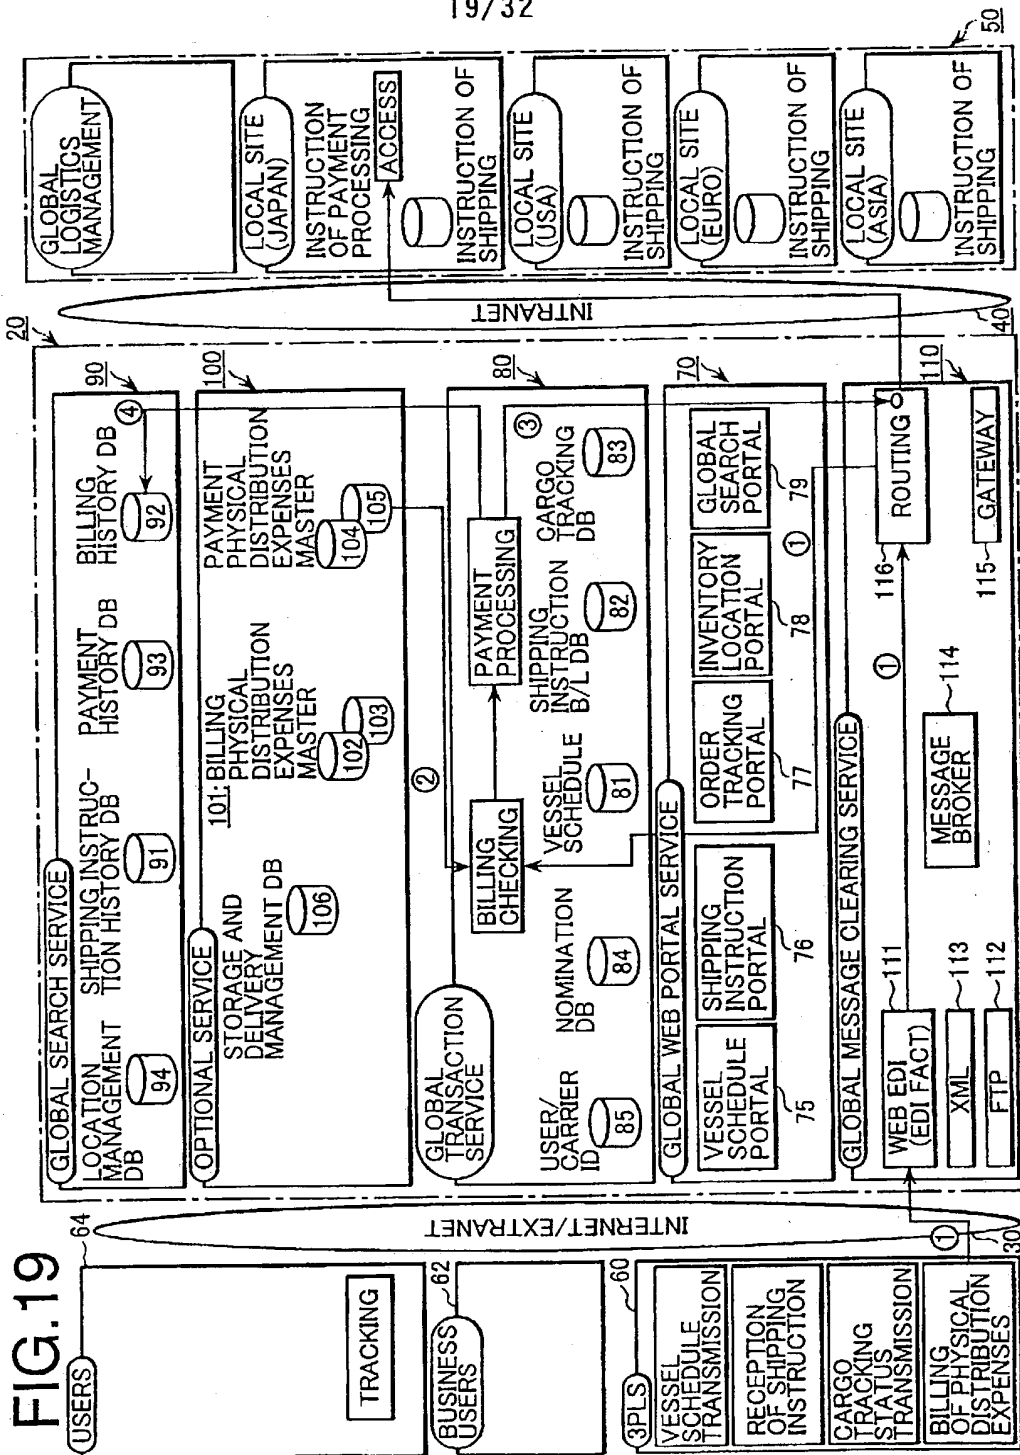 19/32
FIG.19
USERS
64
TRACKING
BUSINESS
USERS
62
3PLS
60
VESSEL
SCHEDULE
TRANSMISSION
RECEPTION
OF SHIPPING
INSTRUCTION
CARGO
TRACKING
STATUS
TRANSMISSION
BILLING
OF PHYSICAL
DISTRIBUTION
EXPENSES
INTERNET/EXTRANET
①
30
20
GLOBAL SEARCH SERVICE
90
LOCATION
MANAGEMENT
DB
94
SHIPPING INSTRUC-
TION HISTORY DB
91
PAYMENT
HISTORY DB
93
BILLING
HISTORY DB
92
④
OPTIONAL SERVICE
100
STORAGE AND
DELIVERY
MANAGEMENT DB
106
101: BILLING
PHYSICAL
DISTRIBUTION
EXPENSES
MASTER
102
103
PAYMENT
PHYSICAL
DISTRIBUTION
EXPENSES
MASTER
104
105
②
GLOBAL
TRANSACTION
SERVICE
80
BILLING
CHECKING
PAYMENT
PROCESSING
③
USER/
CARRIER
ID
85
NOMINATION
DB
84
VESSEL
SCHEDULE
81
SHIPPING
INSTRUCTION
B/L DB
82
CARGO
TRACKING
DB
83
GLOBAL WEB PORTAL SERVICE
70
VESSEL
SCHEDULE
PORTAL
75
SHIPPING
INSTRUCTION
PORTAL
76
ORDER
TRACKING
PORTAL
77
INVENTORY
LOCATION
PORTAL
78
①
GLOBAL
SEARCH
PORTAL
79
GLOBAL MESSAGE CLEARING SERVICE
110
WEB EDI
(EDI FACT)
111
XML
113
FTP
112
①
MESSAGE
BROKER
114
ROUTING
116
GATEWAY
115
INTRANET
40
50
GLOBAL
LOGISTICS
MANAGEMENT
LOCAL SITE
(JAPAN)
INSTRUCTION
OF PAYMENT
PROCESSING
ACCESS
INSTRUCTION OF
SHIPPING
LOCAL SITE
(USA)
INSTRUCTION OF
SHIPPING
LOCAL SITE
(EURO)
INSTRUCTION OF
SHIPPING
LOCAL SITE
(ASIA)
INSTRUCTION OF
SHIPPING